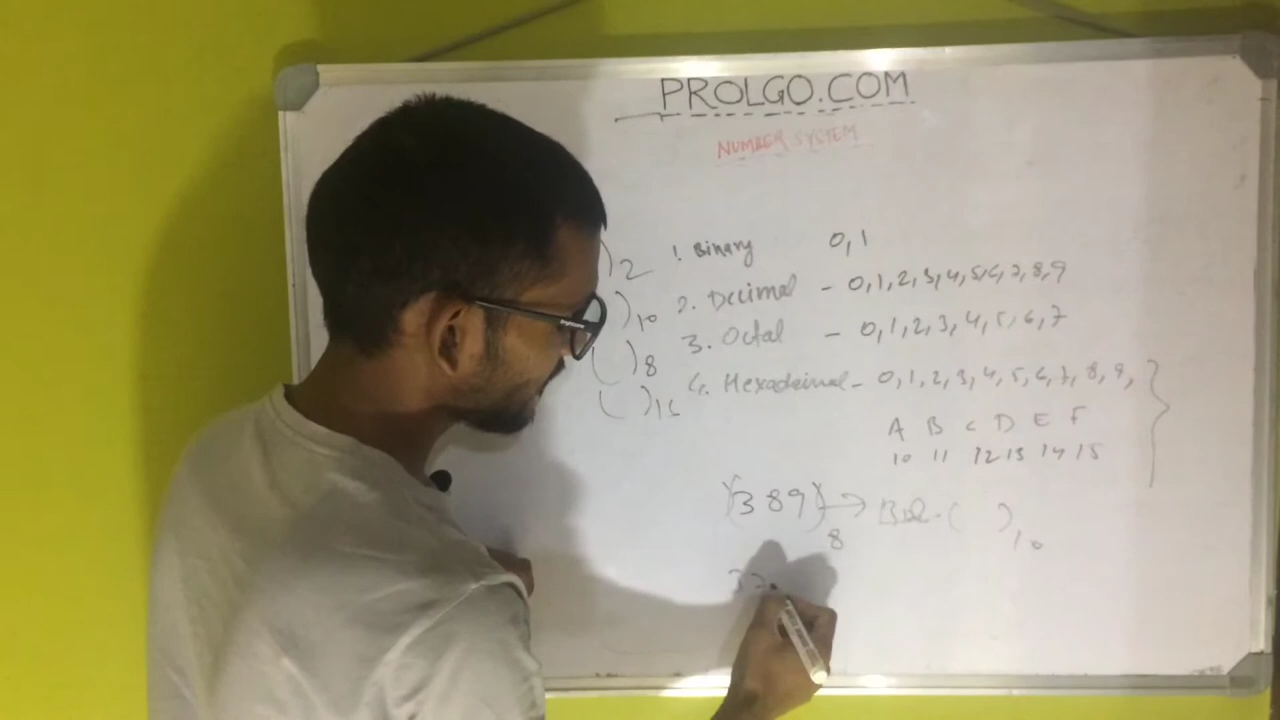 PROLGO.COM
NUMBER SYSTEM
)2 1. Binary 0,1
)10 2. Decimal - 0,1,2,3,4,5,6,7,8,9
( )8 3. Octal - 0,1,2,3,4,5,6,7
( )16 4. Hexadeimal - 0,1,2,3,4,5,6,7,8,9, }
A B C D E F
10 11 12 13 14 15
(389)8 → ( )10